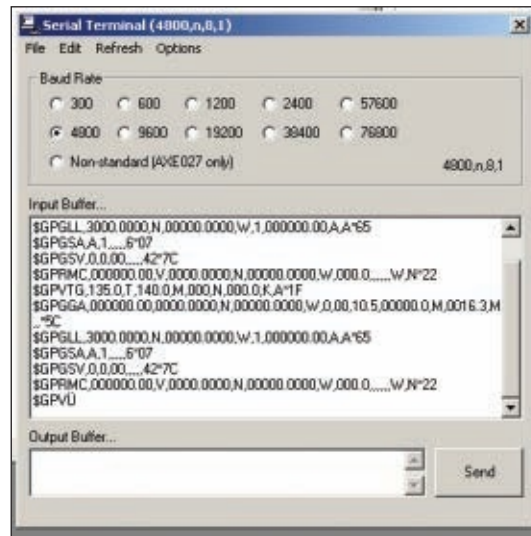 Serial Terminal (4800,n,8,1)
File Edit Refresh Options
Baud Rate
300 600 1200 2400 57600
4800 9600 19200 38400 76800
Non-standard (AXE027 only)
4800,n,8,1
Input Buffer...
$GPGLL,3000.0000,N,00000.0000,W,1,000000.00,A,A*65
$GPGSA,A,1,,,,,6*07
$GPGSV,0,0,00,,,,42*7C
$GPRMC,000000.00,V,0000.0000,N,00000.0000,W,000.0,,,,,,W,N*22
$GPVTG,135.0,T,140.0,M,000,N,000.0,K,A*1F
$GPGGA,000000.00,0000.0000,N,00000.0000,W,0,00,10.5,00000.0,M,0016.3,M
,,*5C
$GPGLL,3000.0000,N,00000.0000,W,1,000000.00,A,A*65
$GPGSA,A,1,,,,,6*07
$GPGSV,0,0,00,,,,42*7C
$GPRMC,000000.00,V,0000.0000,N,00000.0000,W,000.0,,,,,,W,N*22
$GPVÜ
Output Buffer...
Send